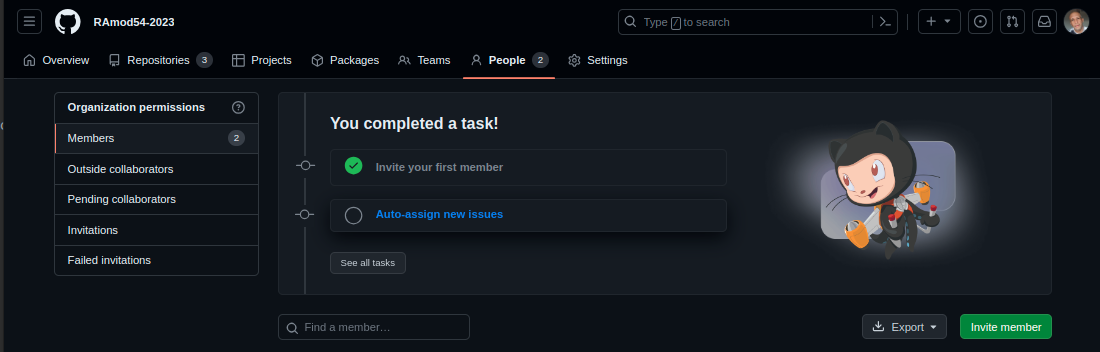 RAmod54-2023
Type / to search
Overview
Repositories 3
Projects
Packages
Teams
People 2
Settings
Organization permissions
Members 2
Outside collaborators
Pending collaborators
Invitations
Failed invitations
You completed a task!
Invite your first member
Auto-assign new issues
See all tasks
Find a member…
Export
Invite member